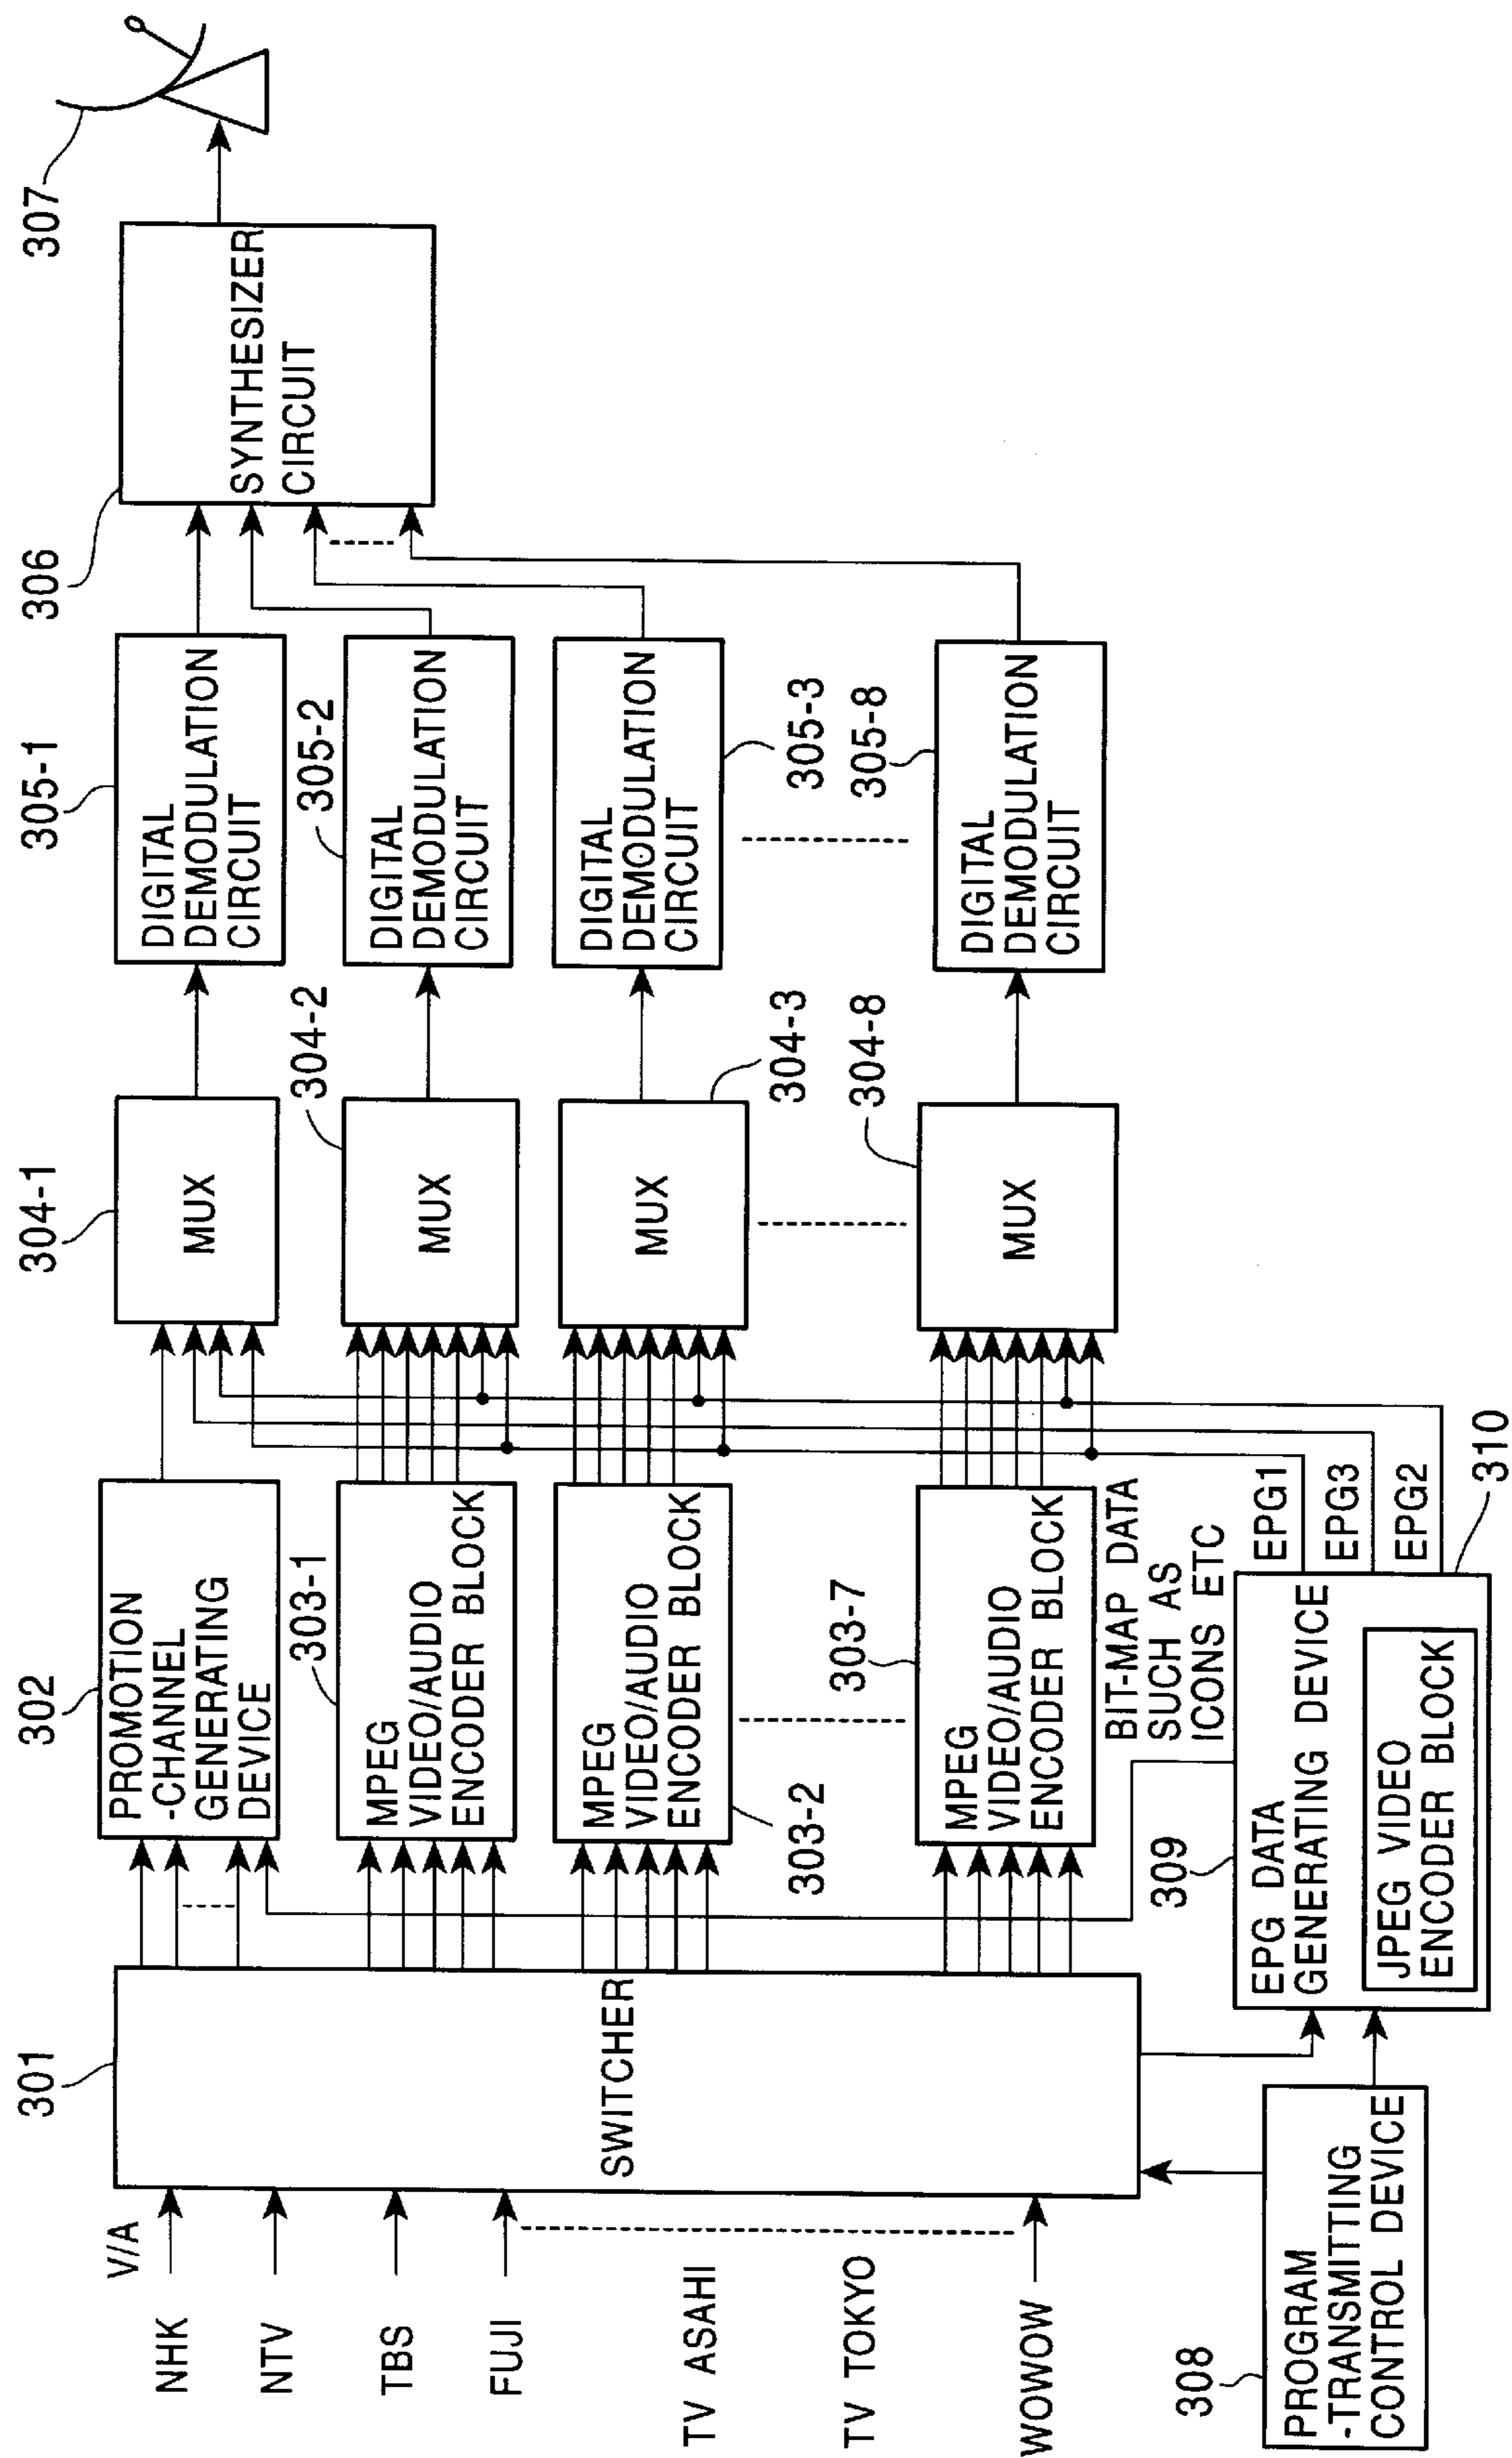 V/A
NHK
NTV
TBS
FUJI
TV ASAHI
TV TOKYO
WOWOW
301
SWITCHER
308
PROGRAM
-TRANSMITTING
CONTROL DEVICE
302
PROMOTION
-CHANNEL
GENERATING
DEVICE
303-1
MPEG
VIDEO/AUDIO
ENCODER BLOCK
MPEG
VIDEO/AUDIO
ENCODER BLOCK
303-2
303-7
MPEG
VIDEO/AUDIO
ENCODER BLOCK
BIT-MAP DATA
SUCH AS
ICONS ETC
309
EPG DATA
GENERATING DEVICE
JPEG VIDEO
ENCODER BLOCK
EPG1
EPG3
EPG2
310
304-1
MUX
304-2
MUX
MUX
304-3
304-8
MUX
305-1
DIGITAL
DEMODULATION
CIRCUIT
305-2
DIGITAL
DEMODULATION
CIRCUIT
DIGITAL
DEMODULATION
CIRCUIT
305-3
305-8
DIGITAL
DEMODULATION
CIRCUIT
306
SYNTHESIZER
CIRCUIT
307